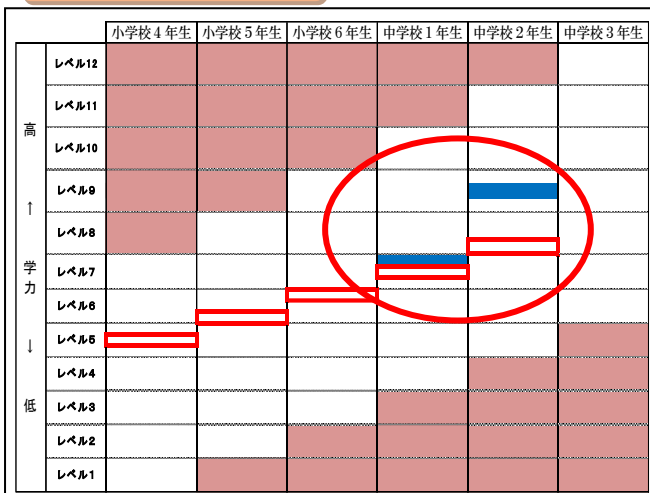 小学校4年生 小学校5年生 小学校6年生 中学校1年生 中学校2年生 中学校3年生
高
↑
学力
↓
低
レベル12
レベル11
レベル10
レベル9
レベル8
レベル7
レベル6
レベル5
レベル4
レベル3
レベル2
レベル1